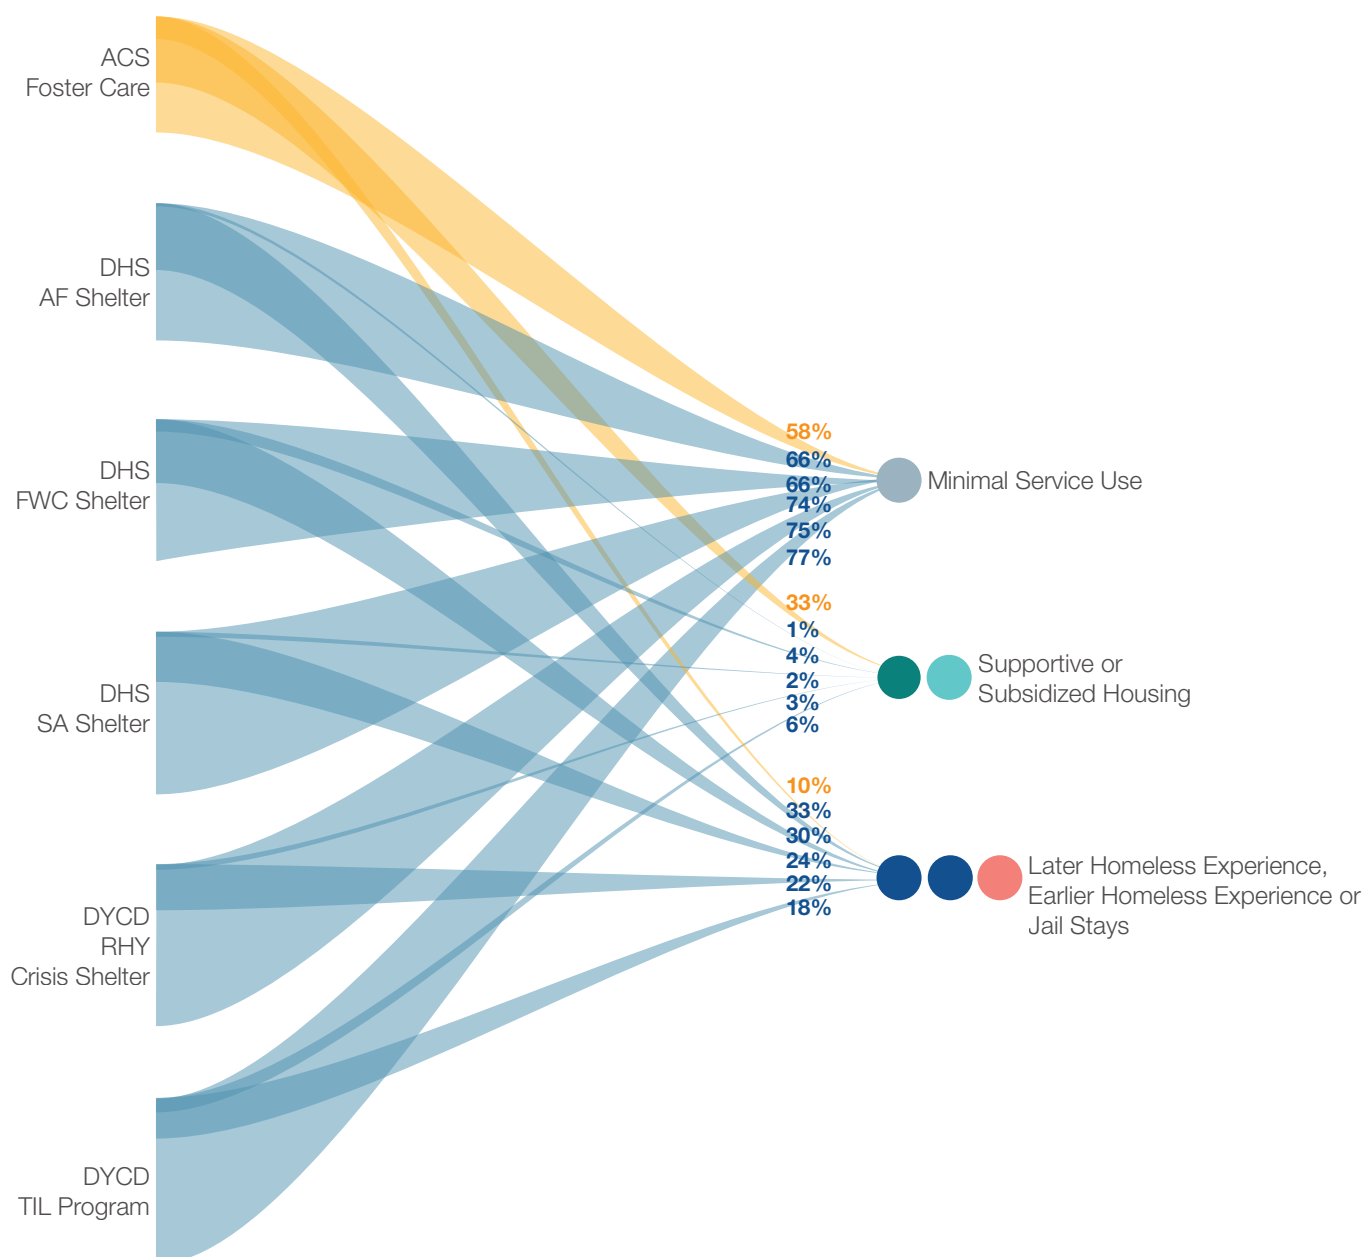 ACS
Foster Care
DHS
AF Shelter
DHS
FWC Shelter
DHS
SA Shelter
DYCD
RHY
Crisis Shelter
DYCD
TIL Program
58%
66%
66%
74%
75%
77%
Minimal Service Use
33%
1%
4%
2%
3%
6%
Supportive or
Subsidized Housing
10%
33%
30%
24%
22%
18%
Later Homeless Experience,
Earlier Homeless Experience or
Jail Stays